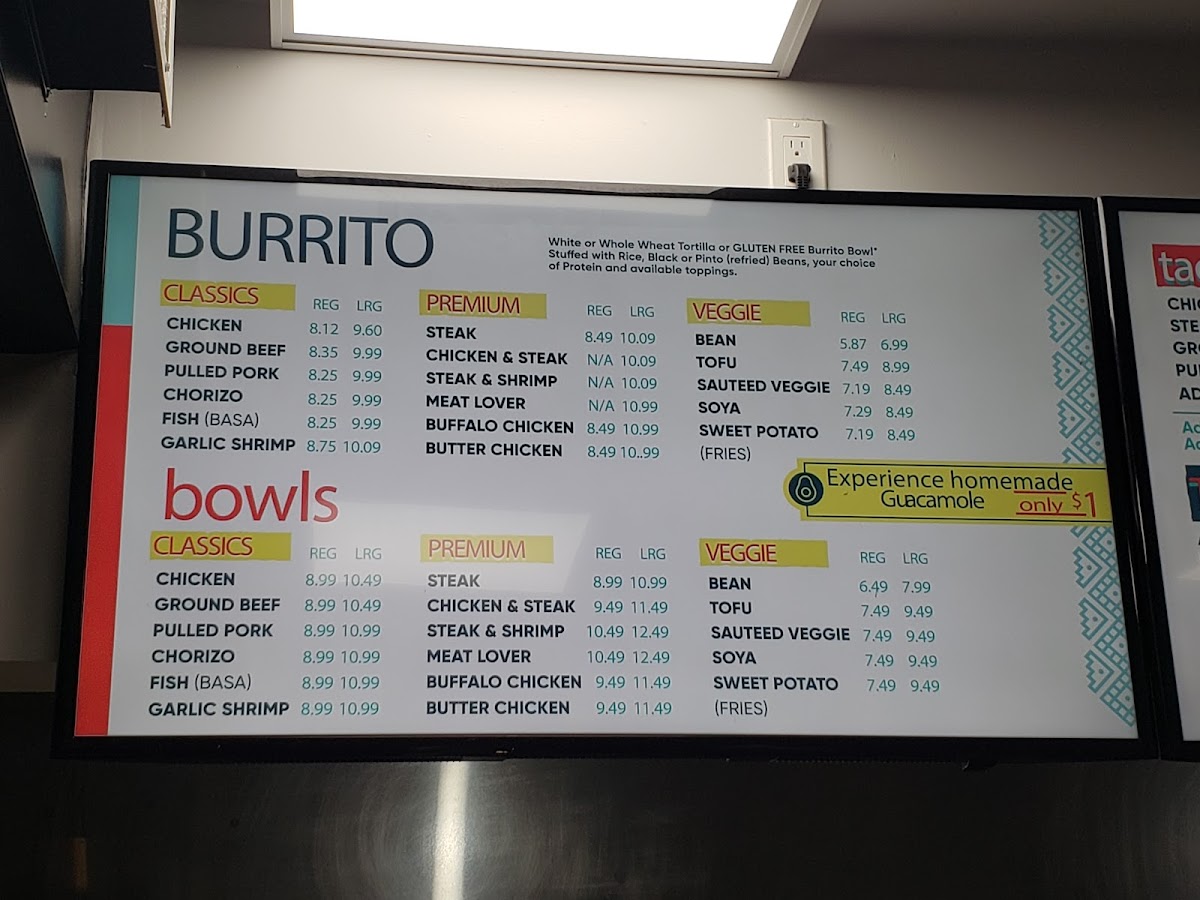 BURRITO
White or Whole Wheat Tortilla or GLUTEN FREE Burrito Bowl*
Stuffed with Rice, Black or Pinto (refried) Beans, your choice
of Protein and available toppings.
CLASSICS REG LRG
CHICKEN 8.12 9.60
GROUND BEEF 8.35 9.99
PULLED PORK 8.25 9.99
CHORIZO 8.25 9.99
FISH (BASA) 8.25 9.99
GARLIC SHRIMP 8.75 10.09
PREMIUM REG LRG
STEAK 8.49 10.09
CHICKEN & STEAK N/A 10.09
STEAK & SHRIMP N/A 10.09
MEAT LOVER N/A 10.99
BUFFALO CHICKEN 8.49 10.99
BUTTER CHICKEN 8.49 10..99
VEGGIE REG LRG
BEAN 5.87 6.99
TOFU 7.49 8.99
SAUTEED VEGGIE 7.19 8.49
SOYA 7.29 8.49
SWEET POTATO 7.19 8.49
(FRIES)
Experience homemade
Guacamole only $1
bowls
CLASSICS REG LRG
CHICKEN 8.99 10.49
GROUND BEEF 8.99 10.49
PULLED PORK 8.99 10.99
CHORIZO 8.99 10.99
FISH (BASA) 8.99 10.99
GARLIC SHRIMP 8.99 10.99
PREMIUM REG LRG
STEAK 8.99 10.99
CHICKEN & STEAK 9.49 11.49
STEAK & SHRIMP 10.49 12.49
MEAT LOVER 10.49 12.49
BUFFALO CHICKEN 9.49 11.49
BUTTER CHICKEN 9.49 11.49
VEGGIE REG LRG
BEAN 6.49 7.99
TOFU 7.49 9.49
SAUTEED VEGGIE 7.49 9.49
SOYA 7.49 9.49
SWEET POTATO 7.49 9.49
(FRIES)